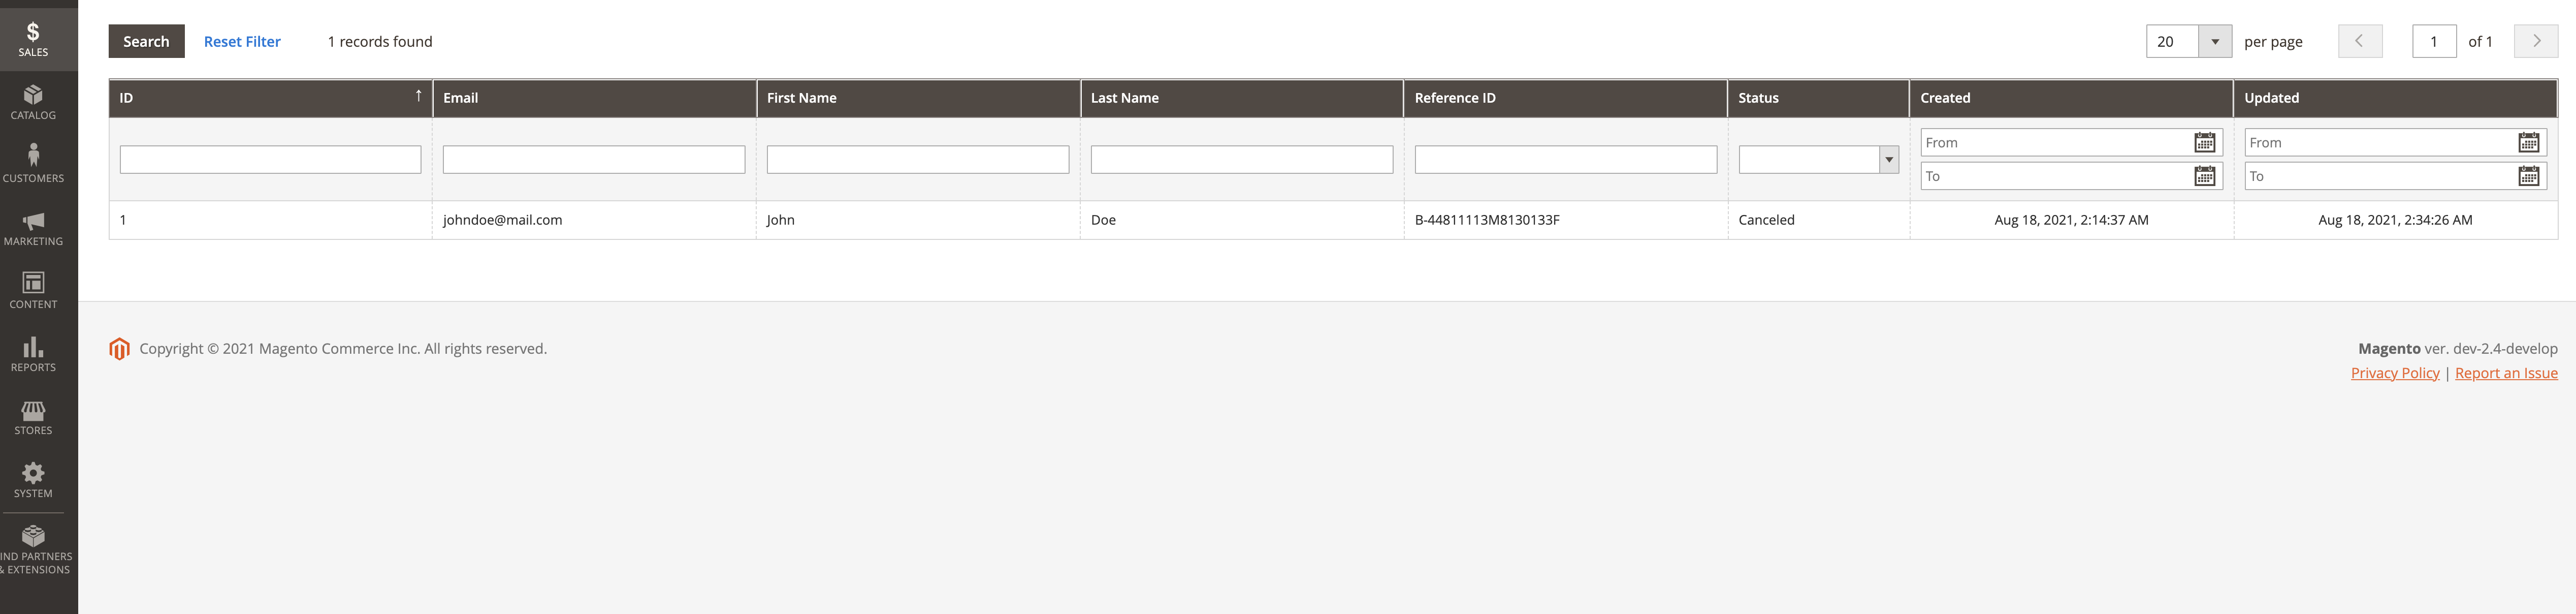 SALES
CATALOG
CUSTOMERS
MARKETING
CONTENT
REPORTS
STORES
SYSTEM
IND PARTNERS
& EXTENSIONS
Search Reset Filter 1 records found 20 per page 1 of 1
ID ↑ Email First Name Last Name Reference ID Status Created Updated
From From
To To
1 johndoe@mail.com John Doe B-44811113M8130133F Canceled Aug 18, 2021, 2:14:37 AM Aug 18, 2021, 2:34:26 AM
Copyright © 2021 Magento Commerce Inc. All rights reserved. Magento ver. dev-2.4-develop
Privacy Policy | Report an Issue